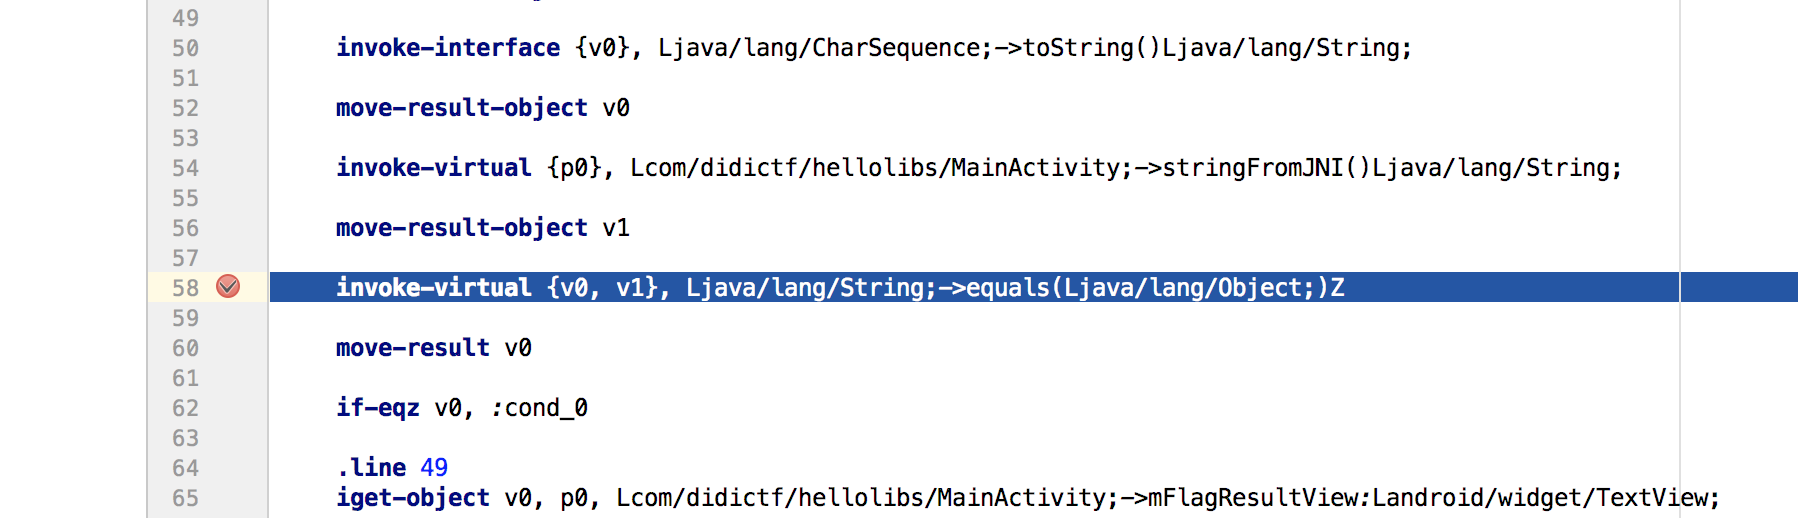 49
50 invoke-interface {v0}, Ljava/lang/CharSequence;->toString()Ljava/lang/String;
51
52 move-result-object v0
53
54 invoke-virtual {p0}, Lcom/didictf/hellolibs/MainActivity;->stringFromJNI()Ljava/lang/String;
55
56 move-result-object v1
57
58 invoke-virtual {v0, v1}, Ljava/lang/String;->equals(Ljava/lang/Object;)Z
59
60 move-result v0
61
62 if-eqz v0, :cond_0
63
64 .line 49
65 iget-object v0, p0, Lcom/didictf/hellolibs/MainActivity;->mFlagResultView:Landroid/widget/TextView;